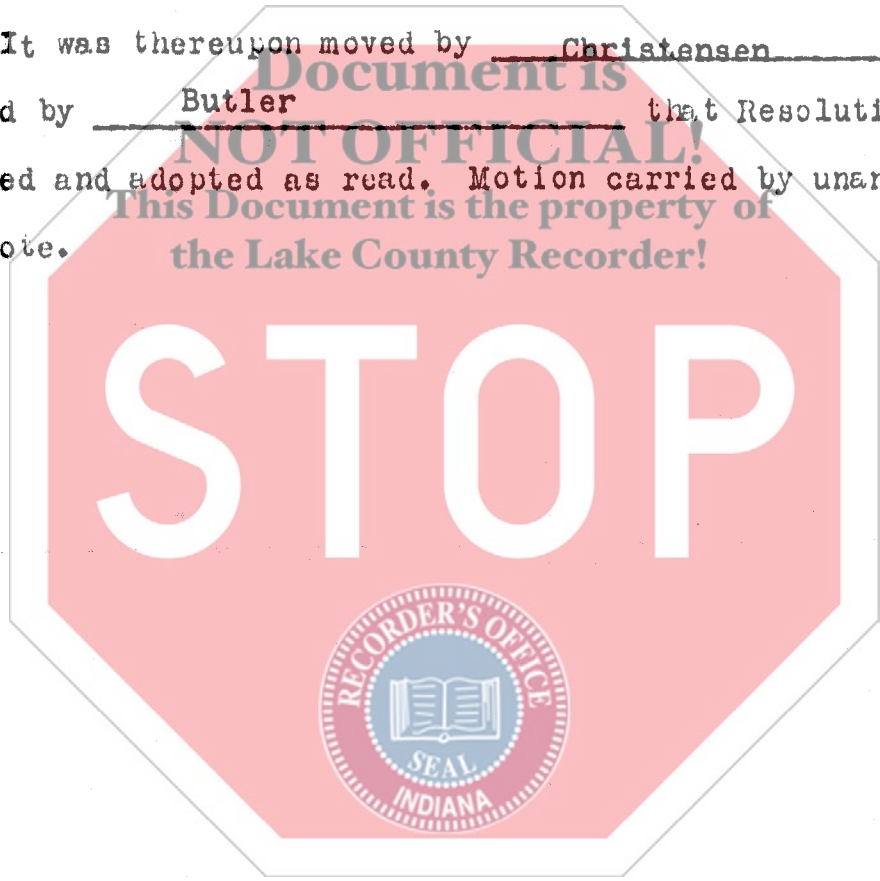 It was thereupon moved by Christensen
Document is
d by Butler that Resoluti
NOT OFFICIAL!
ed and adopted as read. Motion carried by unan
This Document is the property of
ote.
the Lake County Recorder!
STOP
RECORDER'S OFFICE
SEAL
INDIANA